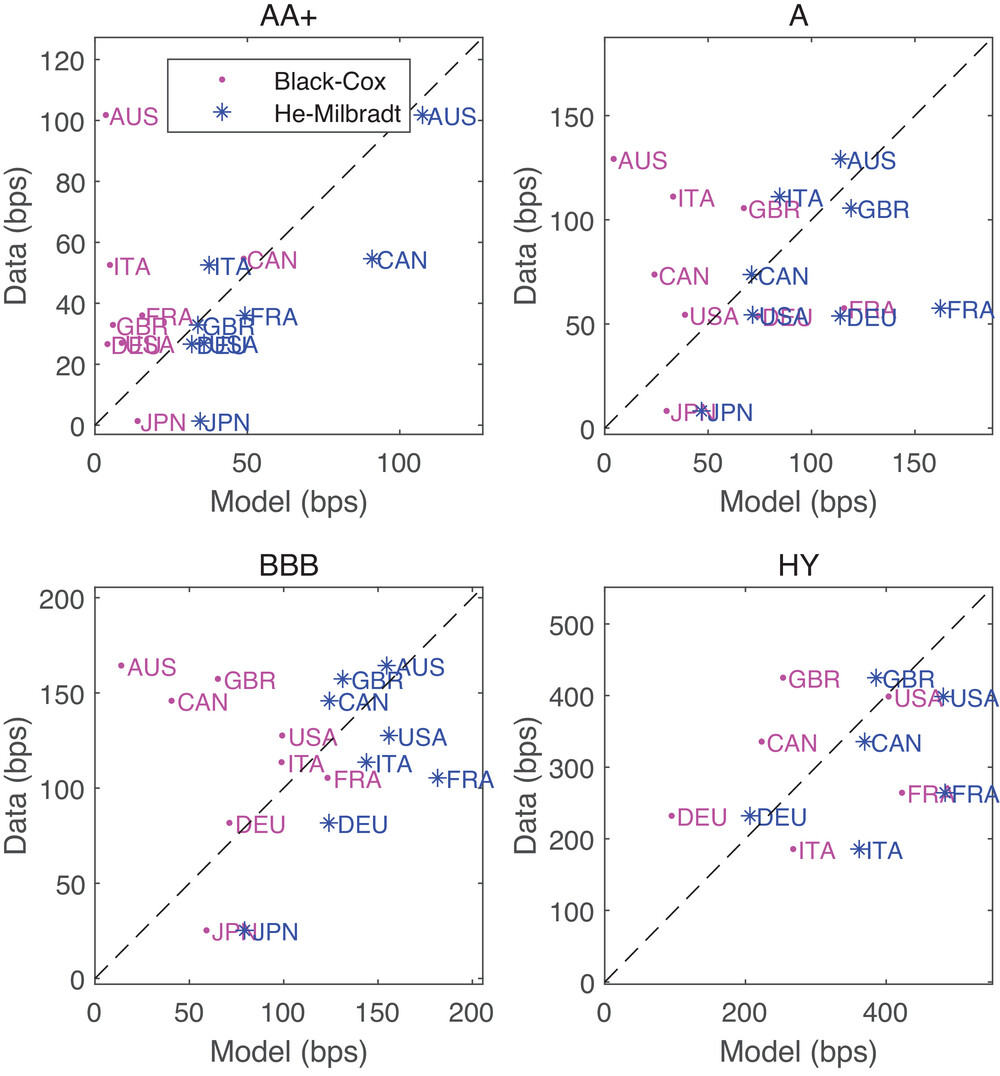 AA+
120
100
80
60
40
20
0
Data (bps)
Black-Cox
He-Milbradt
AUS
AUS
ITA
ITA
CAN
CAN
FRA
FRA
GBR
GBR
DEU
USA
DEU
USA
JPN
JPN
0
50
100
Model (bps)
A
150
100
50
0
Data (bps)
AUS
AUS
ITA
ITA
GBR
GBR
CAN
CAN
USA
USA
DEU
FRA
DEU
FRA
JPN
JPN
0
50
100
150
Model (bps)
BBB
200
150
100
50
0
Data (bps)
AUS
AUS
GBR
GBR
CAN
CAN
USA
USA
ITA
ITA
FRA
FRA
DEU
DEU
JPN
JPN
0
50
100
150
200
Model (bps)
HY
500
400
300
200
100
0
Data (bps)
GBR
GBR
USA
USA
CAN
CAN
FRA
FRA
DEU
DEU
ITA
ITA
0
200
400
Model (bps)